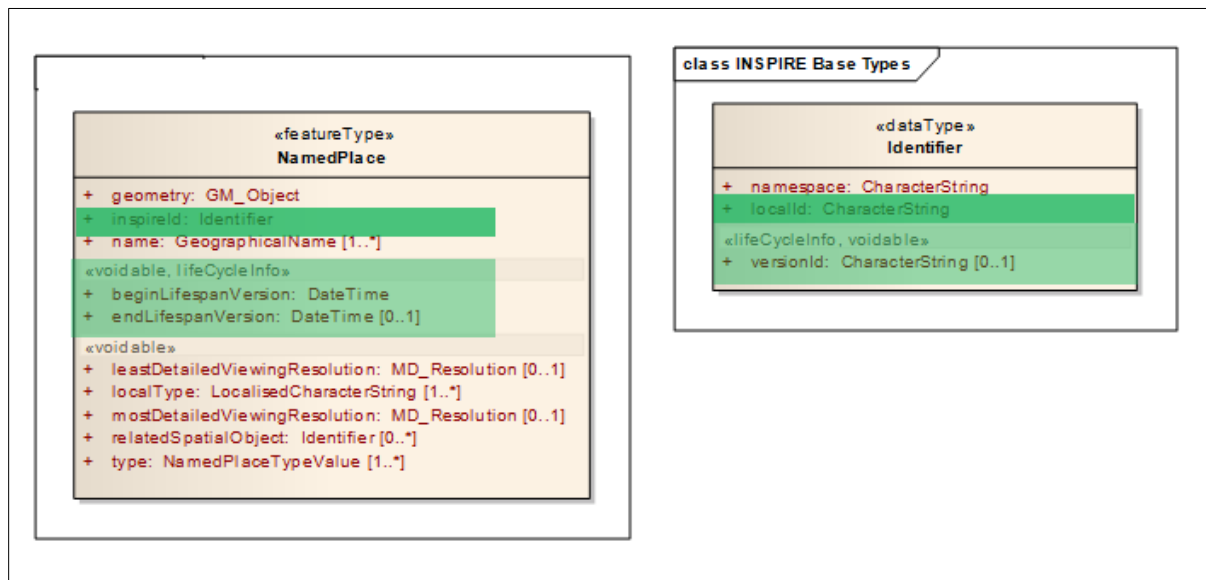 «featureType»
NamedPlace
+ geometry: GM_Object
+ inspireId: Identifier
+ name: GeographicalName [1..*]
«voidable, lifeCycleInfo»
+ beginLifespanVersion: DateTime
+ endLifespanVersion: DateTime [0..1]
«voidable»
+ leastDetailedViewingResolution: MD_Resolution [0..1]
+ localType: LocalisedCharacterString [1..*]
+ mostDetailedViewingResolution: MD_Resolution [0..1]
+ relatedSpatialObject: Identifier [0..*]
+ type: NamedPlaceTypeValue [1..*]
class INSPIRE Base Types
«dataType»
Identifier
+ namespace: CharacterString
+ localId: CharacterString
«lifeCycleInfo, voidable»
+ versionId: CharacterString [0..1]